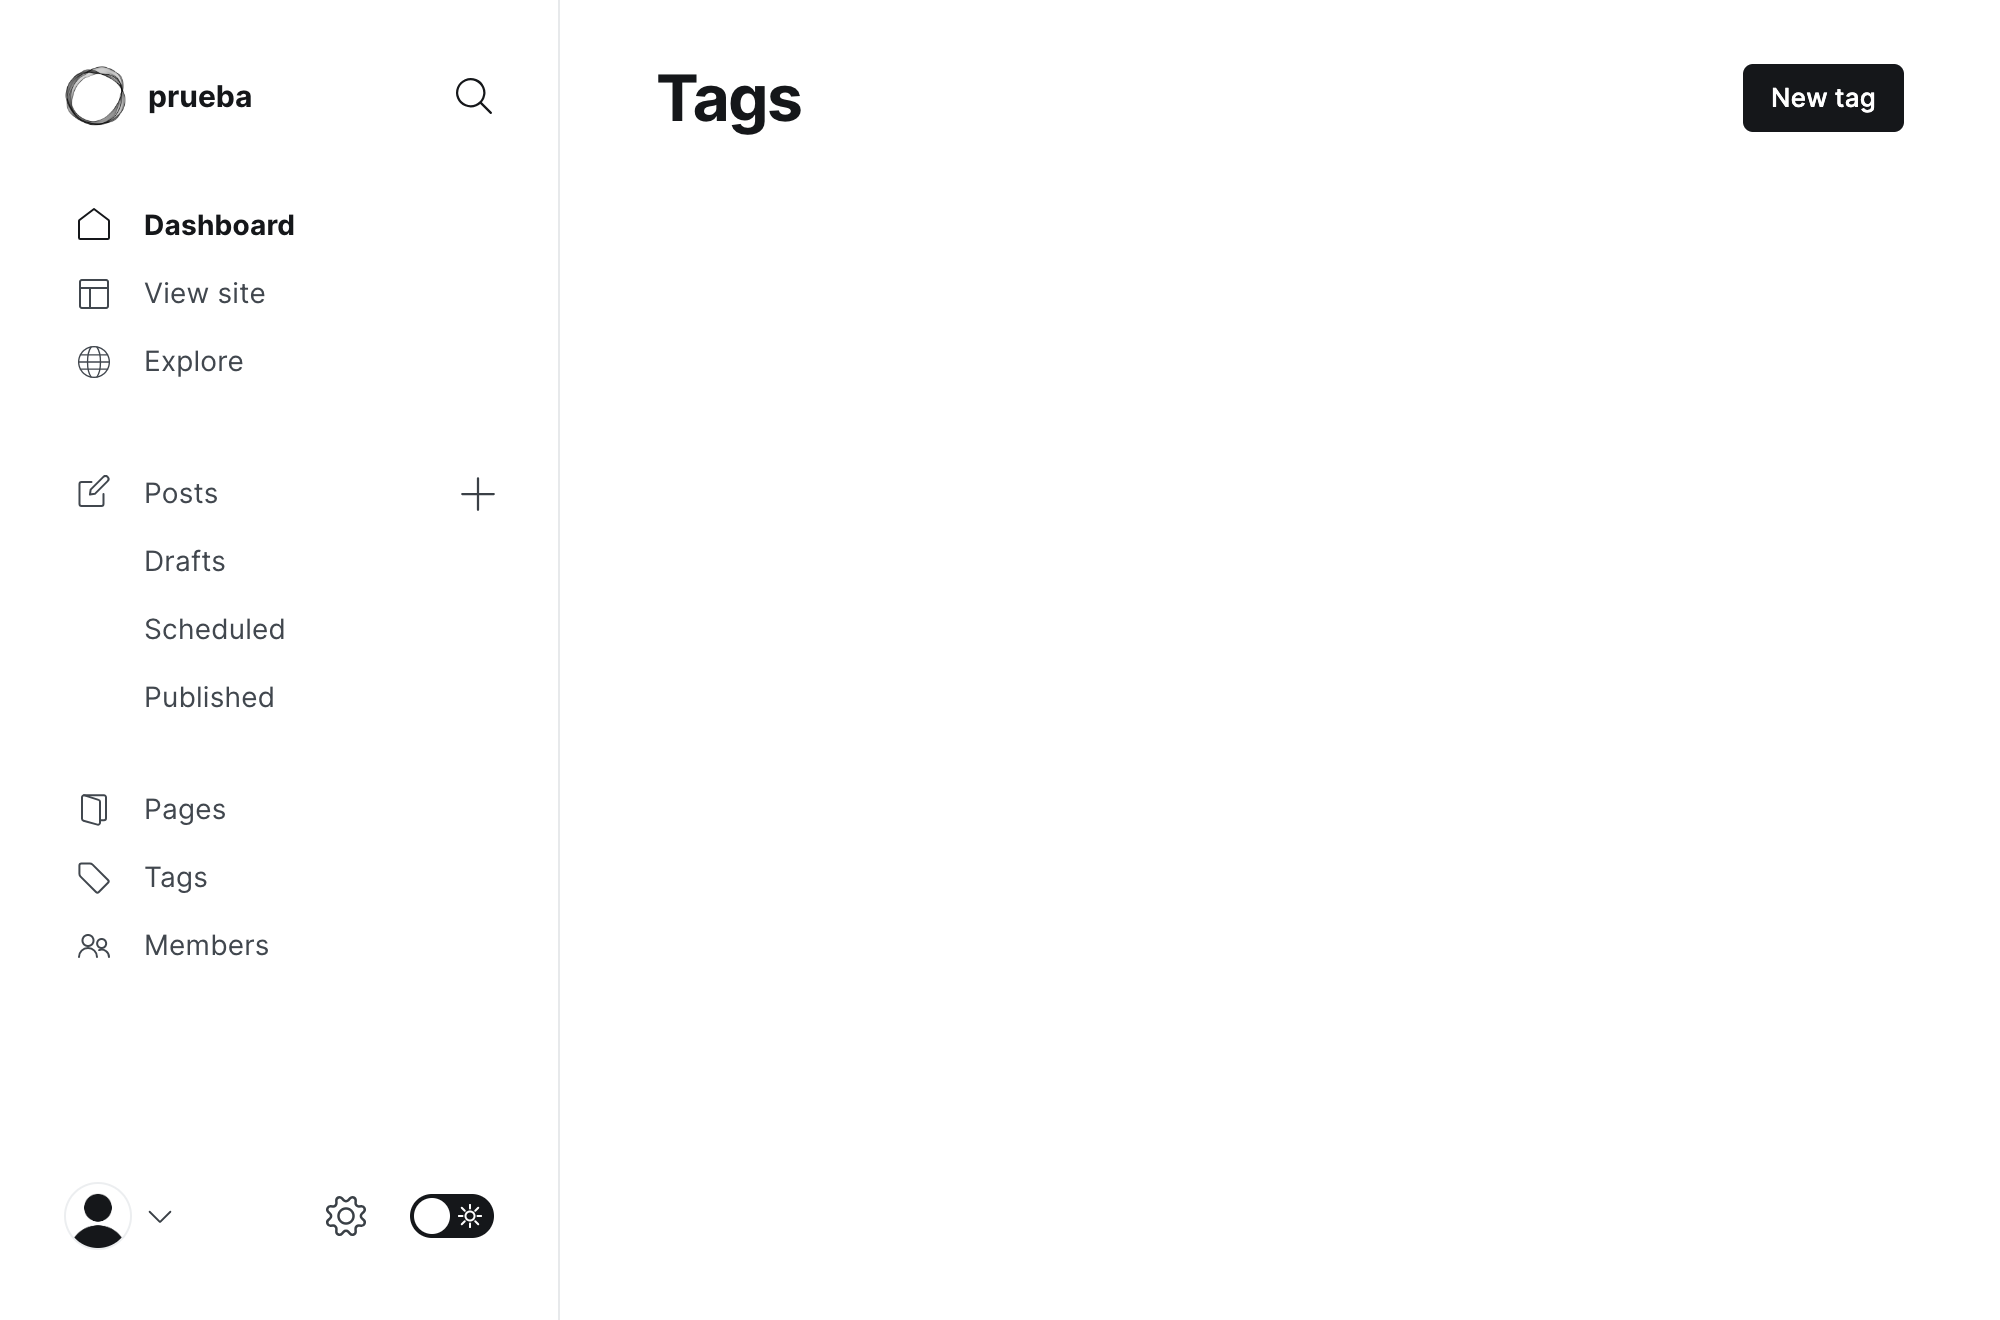 prueba
Dashboard
View site
Explore
Posts
Drafts
Scheduled
Published
Pages
Tags
Members
Tags
New tag